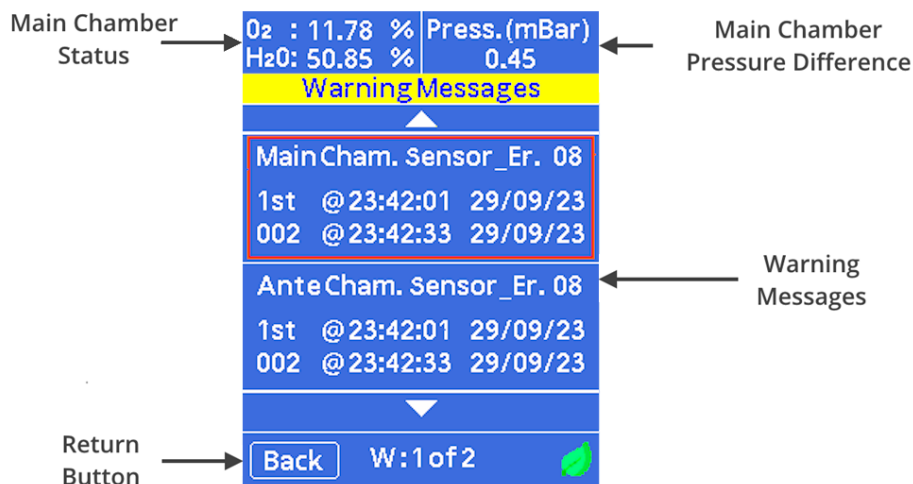 Main Chamber
Status
O2 : 11.78 %
H2O: 50.85 %
Press.(mBar)
0.45
Main Chamber
Pressure Difference
Warning Messages
Main Cham. Sensor_Er. 08
1st @23:42:01 29/09/23
002 @23:42:33 29/09/23
Ante Cham. Sensor_Er. 08
1st @23:42:01 29/09/23
002 @23:42:33 29/09/23
Warning
Messages
Return
Button
Back
W:1of2